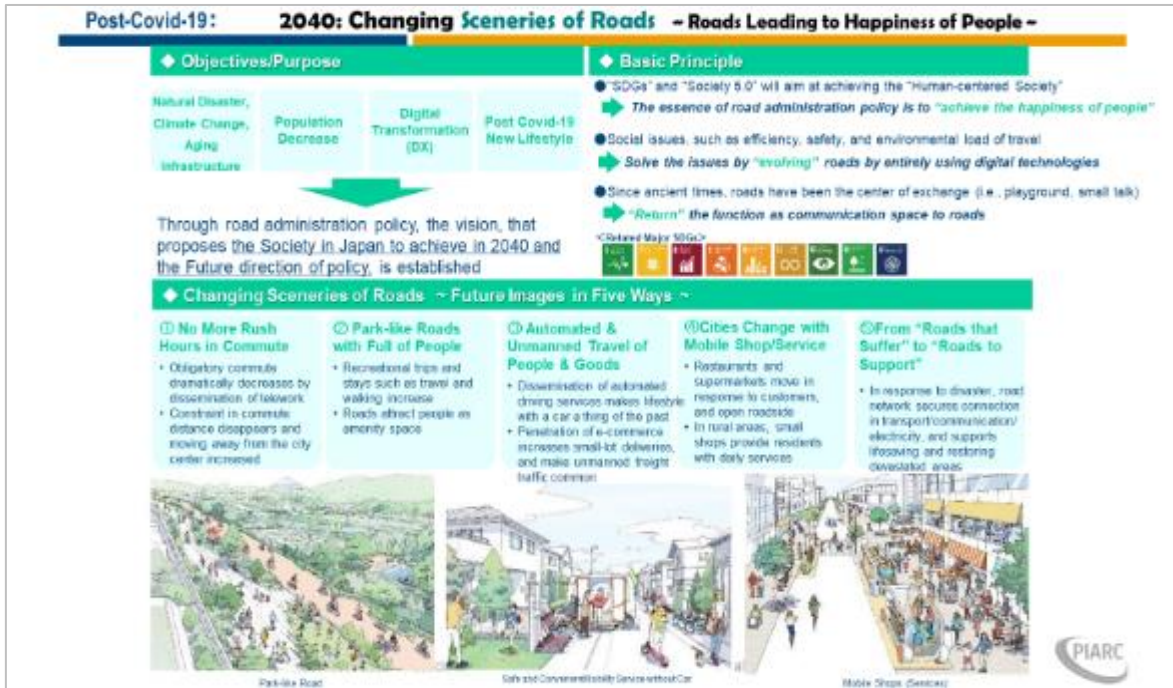 Post-Covid-19: 2040: Changing Sceneries of Roads ~ Roads Leading to Happiness of People ~
◆ Objectives/Purpose
Natural Disaster,
Climate Change,
Aging
Infrastructure
Population
Decrease
Digital
Transformation
(DX)
Post Covid-19
New Lifestyle
Through road administration policy, the vision, that
proposes the Society in Japan to achieve in 2040 and
the Future direction of policy, is established
◆ Basic Principle
●"SDGs" and "Society 5.0" will aim at achieving the "Human-centered Society"
The essence of road administration policy is to "achieve the happiness of people"
●Social issues, such as efficiency, safety, and environmental load of travel
Solve the issues by "evolving" roads by entirely using digital technologies
●Since ancient times, roads have been the center of exchange (i.e., playground, small talk)
"Return" the function as communication space to roads
<Related Major SDGs>
◆ Changing Sceneries of Roads ~ Future Images in Five Ways ~
① No More Rush
Hours in Commute
• Obligatory commute
dramatically decreases by
dissemination of telework
• Constraint in commute
distance disappears and
moving away from the city
center increased
② Park-like Roads
with Full of People
• Recreational trips and
stays such as travel and
walking increase
• Roads attract people as
amenity space
③ Automated &
Unmanned Travel of
People & Goods
• Dissemination of automated
driving services makes lifestyle
with a car a thing of the past
• Penetration of e-commerce
increases small-lot deliveries,
and make unmanned freight
traffic common
④Cities Change with
Mobile Shop/Service
• Restaurants and
supermarkets move in
response to customers,
and open roadside
• In rural areas, small
shops provide residents
with daily services
⑤From "Roads that
Suffer" to "Roads to
Support"
• In response to disaster, road
network secures connection
in transport/communication/
electricity, and supports
lifesaving and restoring
devastated areas
Park-like Road
Safe and Convenient Mobility Service without Car
Mobile Shops (Services)
PIARC